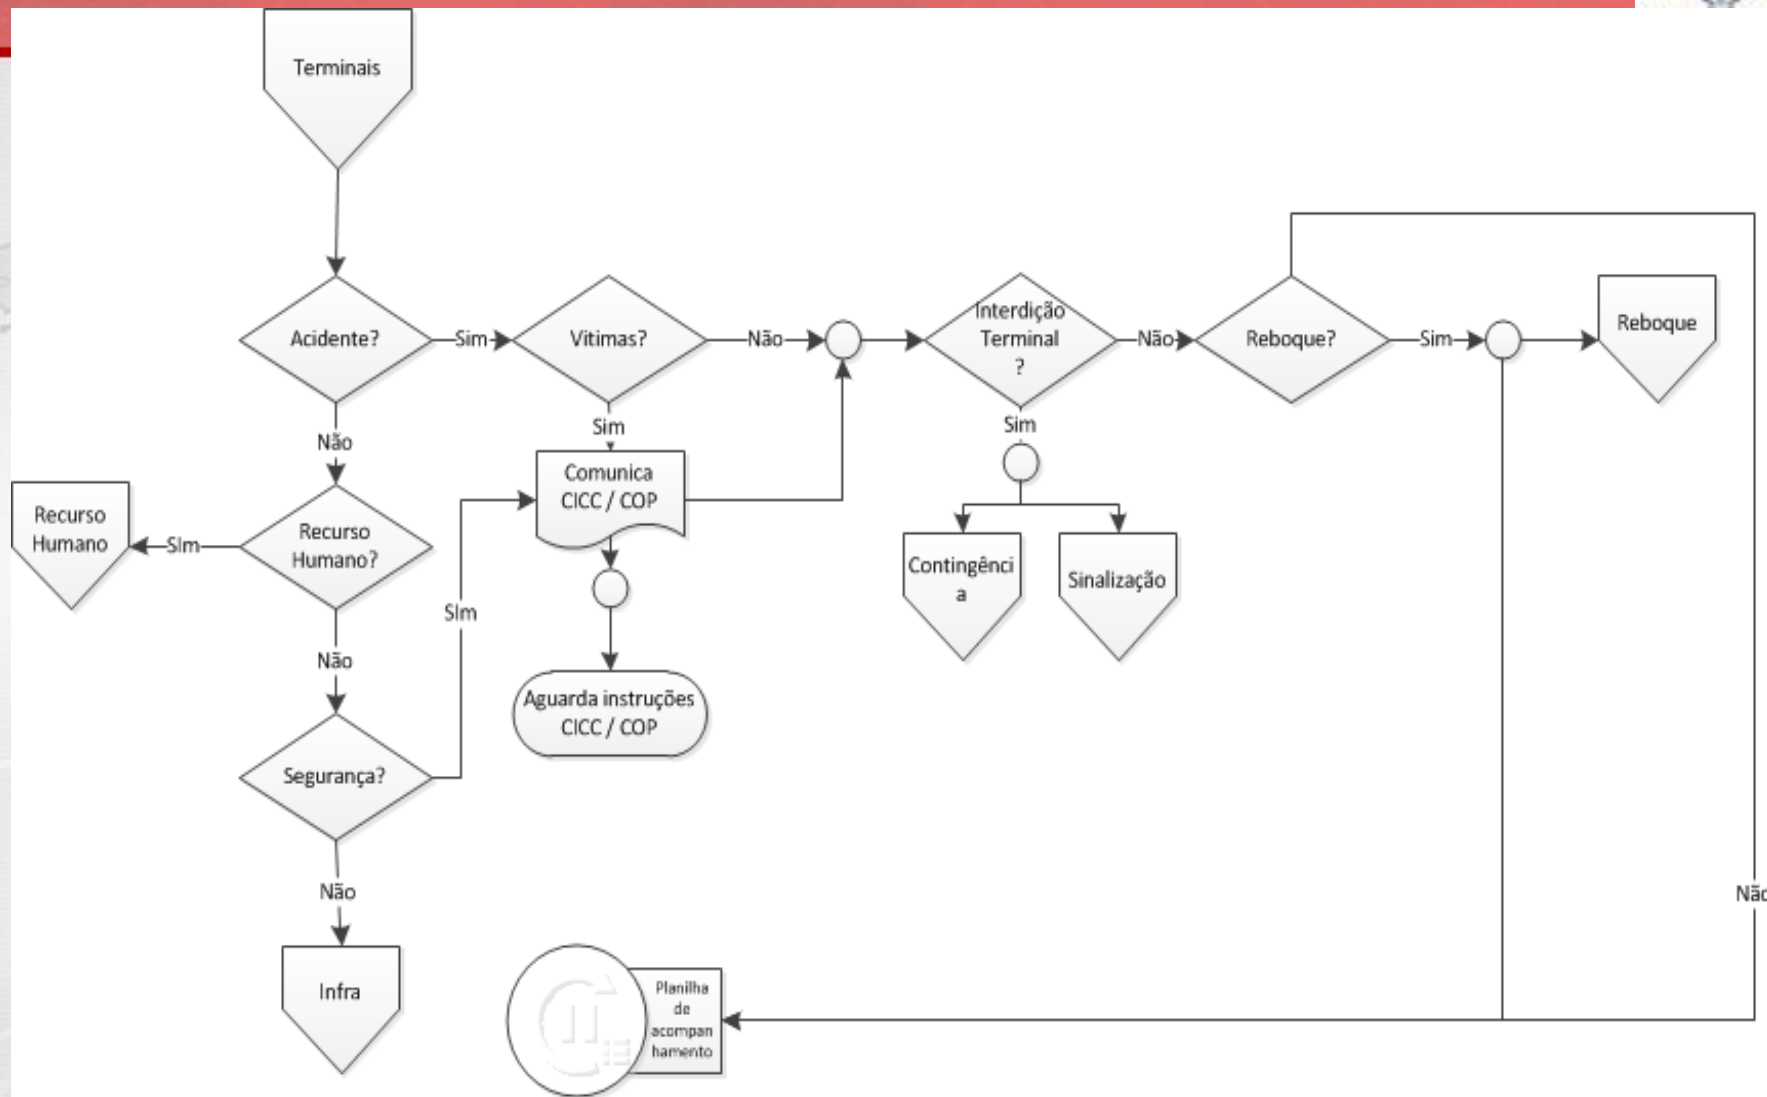 Terminais
Acidente?
Sim
Vitimas?
Não
Interdição
Terminal
?
Não
Reboque?
Sim
Reboque
Não
Sim
Sim
Comunica
CICC / COP
Recurso
Humano
SIm
Recurso
Humano?
Contingênci
a
Sinalização
SIm
Não
Aguarda instruções
CICC / COP
Segurança?
Não
Não
Infra
Planilha
de
acompan
hamento